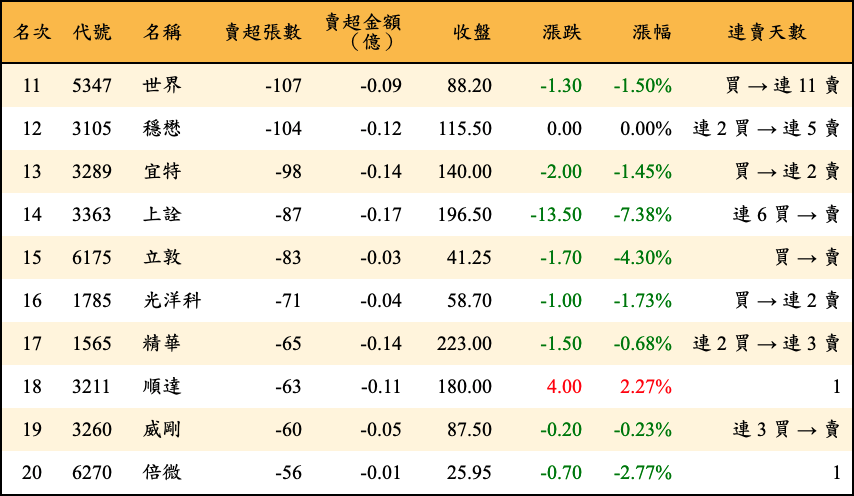 名次 代號 名稱 賣超張數 賣超金額（億） 收盤 漲跌 漲幅 連賣天數
11 5347 世界 -107 -0.09 88.20 -1.30 -1.50% 買 → 連 11 賣
12 3105 穩懋 -104 -0.12 115.50 0.00 0.00% 連 2 買 → 連 5 賣
13 3289 宜特 -98 -0.14 140.00 -2.00 -1.45% 買 → 連 2 賣
14 3363 上詮 -87 -0.17 196.50 -13.50 -7.38% 連 6 買 → 賣
15 6175 立敦 -83 -0.03 41.25 -1.70 -4.30% 買 → 賣
16 1785 光洋科 -71 -0.04 58.70 -1.00 -1.73% 買 → 連 2 賣
17 1565 精華 -65 -0.14 223.00 -1.50 -0.68% 連 2 買 → 連 3 賣
18 3211 順達 -63 -0.11 180.00 4.00 2.27% 1
19 3260 威剛 -60 -0.05 87.50 -0.20 -0.23% 連 3 買 → 賣
20 6270 倍微 -56 -0.01 25.95 -0.70 -2.77% 1